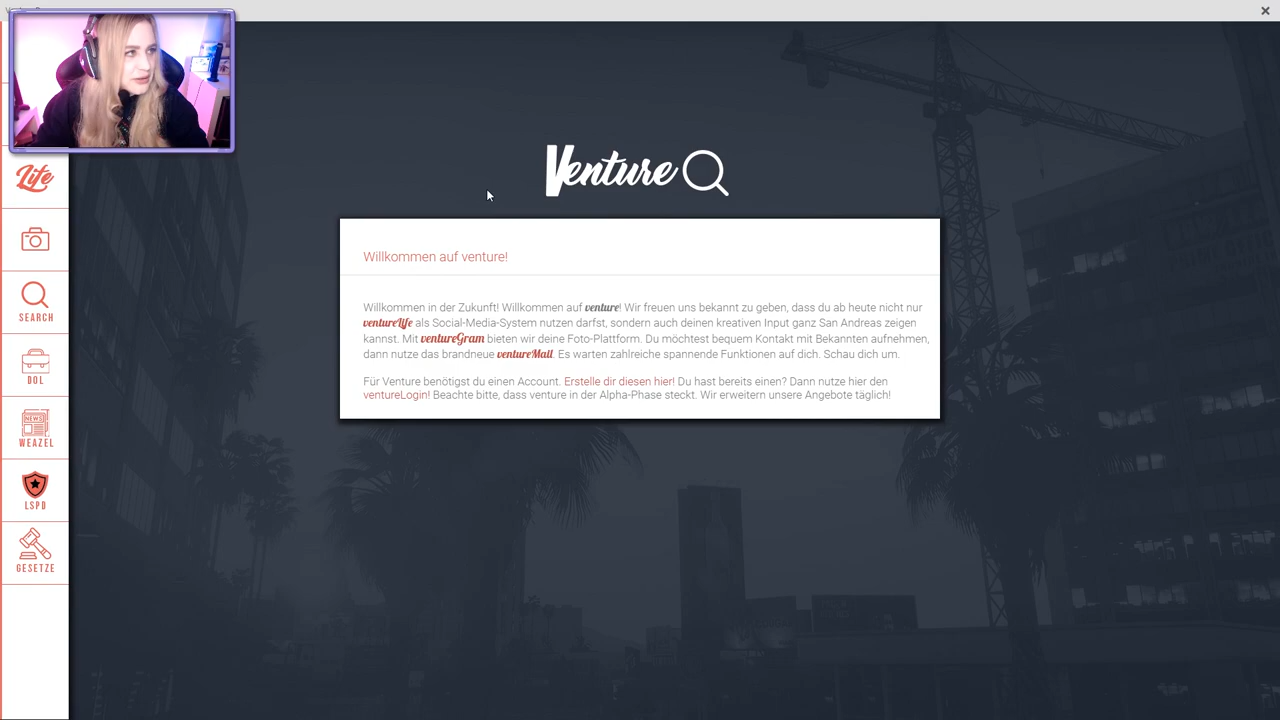 Venture
Life
SEARCH
DOL
NEWS
WEAZEL
LSPD
GESETZE
Willkommen auf venture!
Willkommen in der Zukunft! Willkommen auf venture! Wir freuen uns bekannt zu geben, dass du ab heute nicht nur
ventureLife als Social-Media-System nutzen darfst, sondern auch deinen kreativen Input ganz San Andreas zeigen
kannst. Mit ventureGram bieten wir deine Foto-Plattform. Du möchtest bequem Kontakt mit Bekannten aufnehmen,
dann nutze das brandneue ventureMail. Es warten zahlreiche spannende Funktionen auf dich. Schau dich um.
Für Venture benötigst du einen Account. Erstelle dir diesen hier! Du hast bereits einen? Dann nutze hier den
ventureLogin! Beachte bitte, dass venture in der Alpha-Phase steckt. Wir erweitern unsere Angebote täglich!